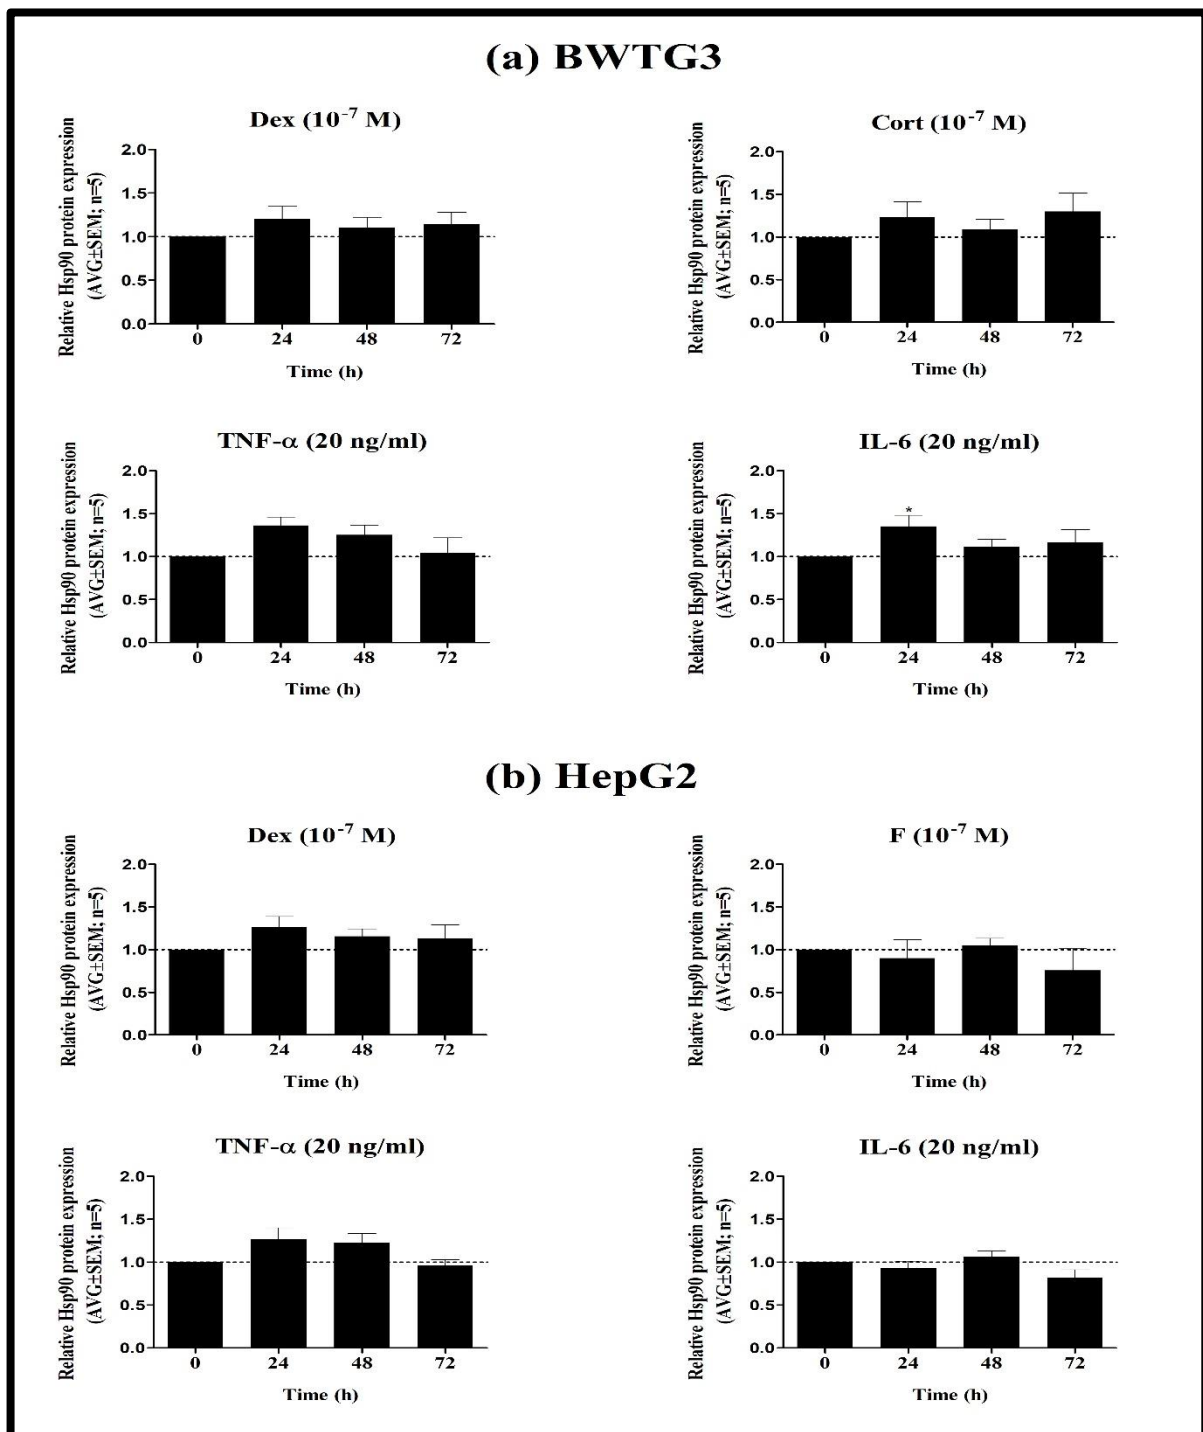 (a) BWTG3
Dex (10⁻⁷ M)
Relative Hsp90 protein expression
(AVG±SEM; n=5)
2.0
1.5
1.0
0.5
0.0
0 24 48 72
Time (h)
Cort (10⁻⁷ M)
Relative Hsp90 protein expression
(AVG±SEM; n=5)
2.0
1.5
1.0
0.5
0.0
0 24 48 72
Time (h)
TNF-α (20 ng/ml)
Relative Hsp90 protein expression
(AVG±SEM; n=5)
2.0
1.5
1.0
0.5
0.0
0 24 48 72
Time (h)
IL-6 (20 ng/ml)
Relative Hsp90 protein expression
(AVG±SEM; n=5)
2.0
1.5
1.0
0.5
0.0
*
0 24 48 72
Time (h)
(b) HepG2
Dex (10⁻⁷ M)
Relative Hsp90 protein expression
(AVG±SEM; n=5)
2.0
1.5
1.0
0.5
0.0
0 24 48 72
Time (h)
F (10⁻⁷ M)
Relative Hsp90 protein expression
(AVG±SEM; n=5)
2.0
1.5
1.0
0.5
0.0
0 24 48 72
Time (h)
TNF-α (20 ng/ml)
Relative Hsp90 protein expression
(AVG±SEM; n=5)
2.0
1.5
1.0
0.5
0.0
0 24 48 72
Time (h)
IL-6 (20 ng/ml)
Relative Hsp90 protein expression
(AVG±SEM; n=5)
2.0
1.5
1.0
0.5
0.0
0 24 48 72
Time (h)